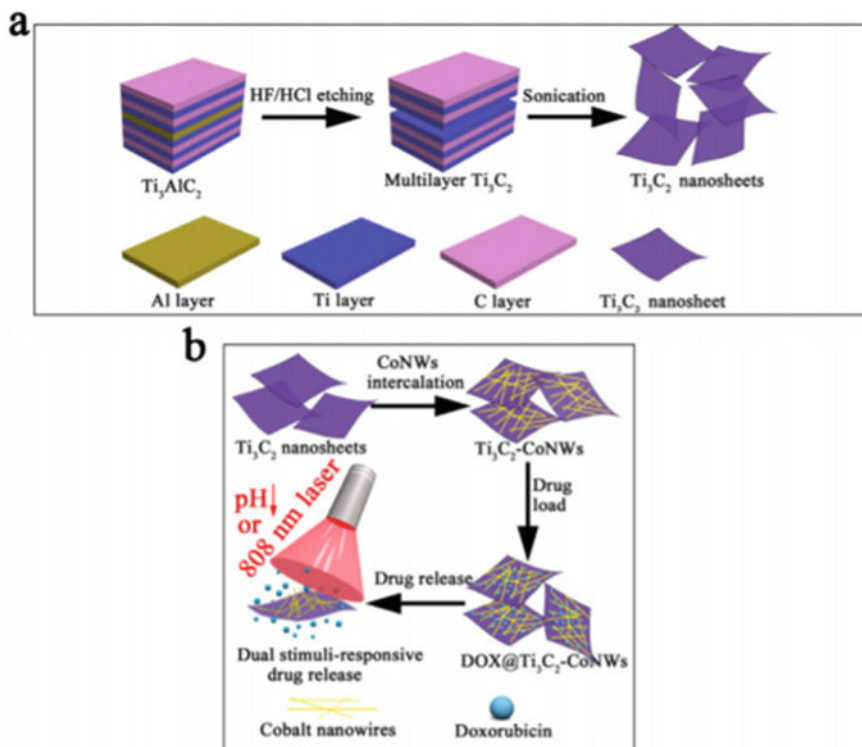 a
HF/HCl etching
Sonication
Ti₃AlC₂
Multilayer Ti₃C₂
Ti₃C₂ nanosheets
Al layer
Ti layer
C layer
Ti₃C₂ nanosheet
b
CoNWs
intercalation
Ti₃C₂ nanosheets
Ti₃C₂-CoNWs
pH↓
or
808 nm laser
Drug
load
Drug release
Dual stimuli-responsive
drug release
DOX@Ti₃C₂-CoNWs
Cobalt nanowires
Doxorubicin